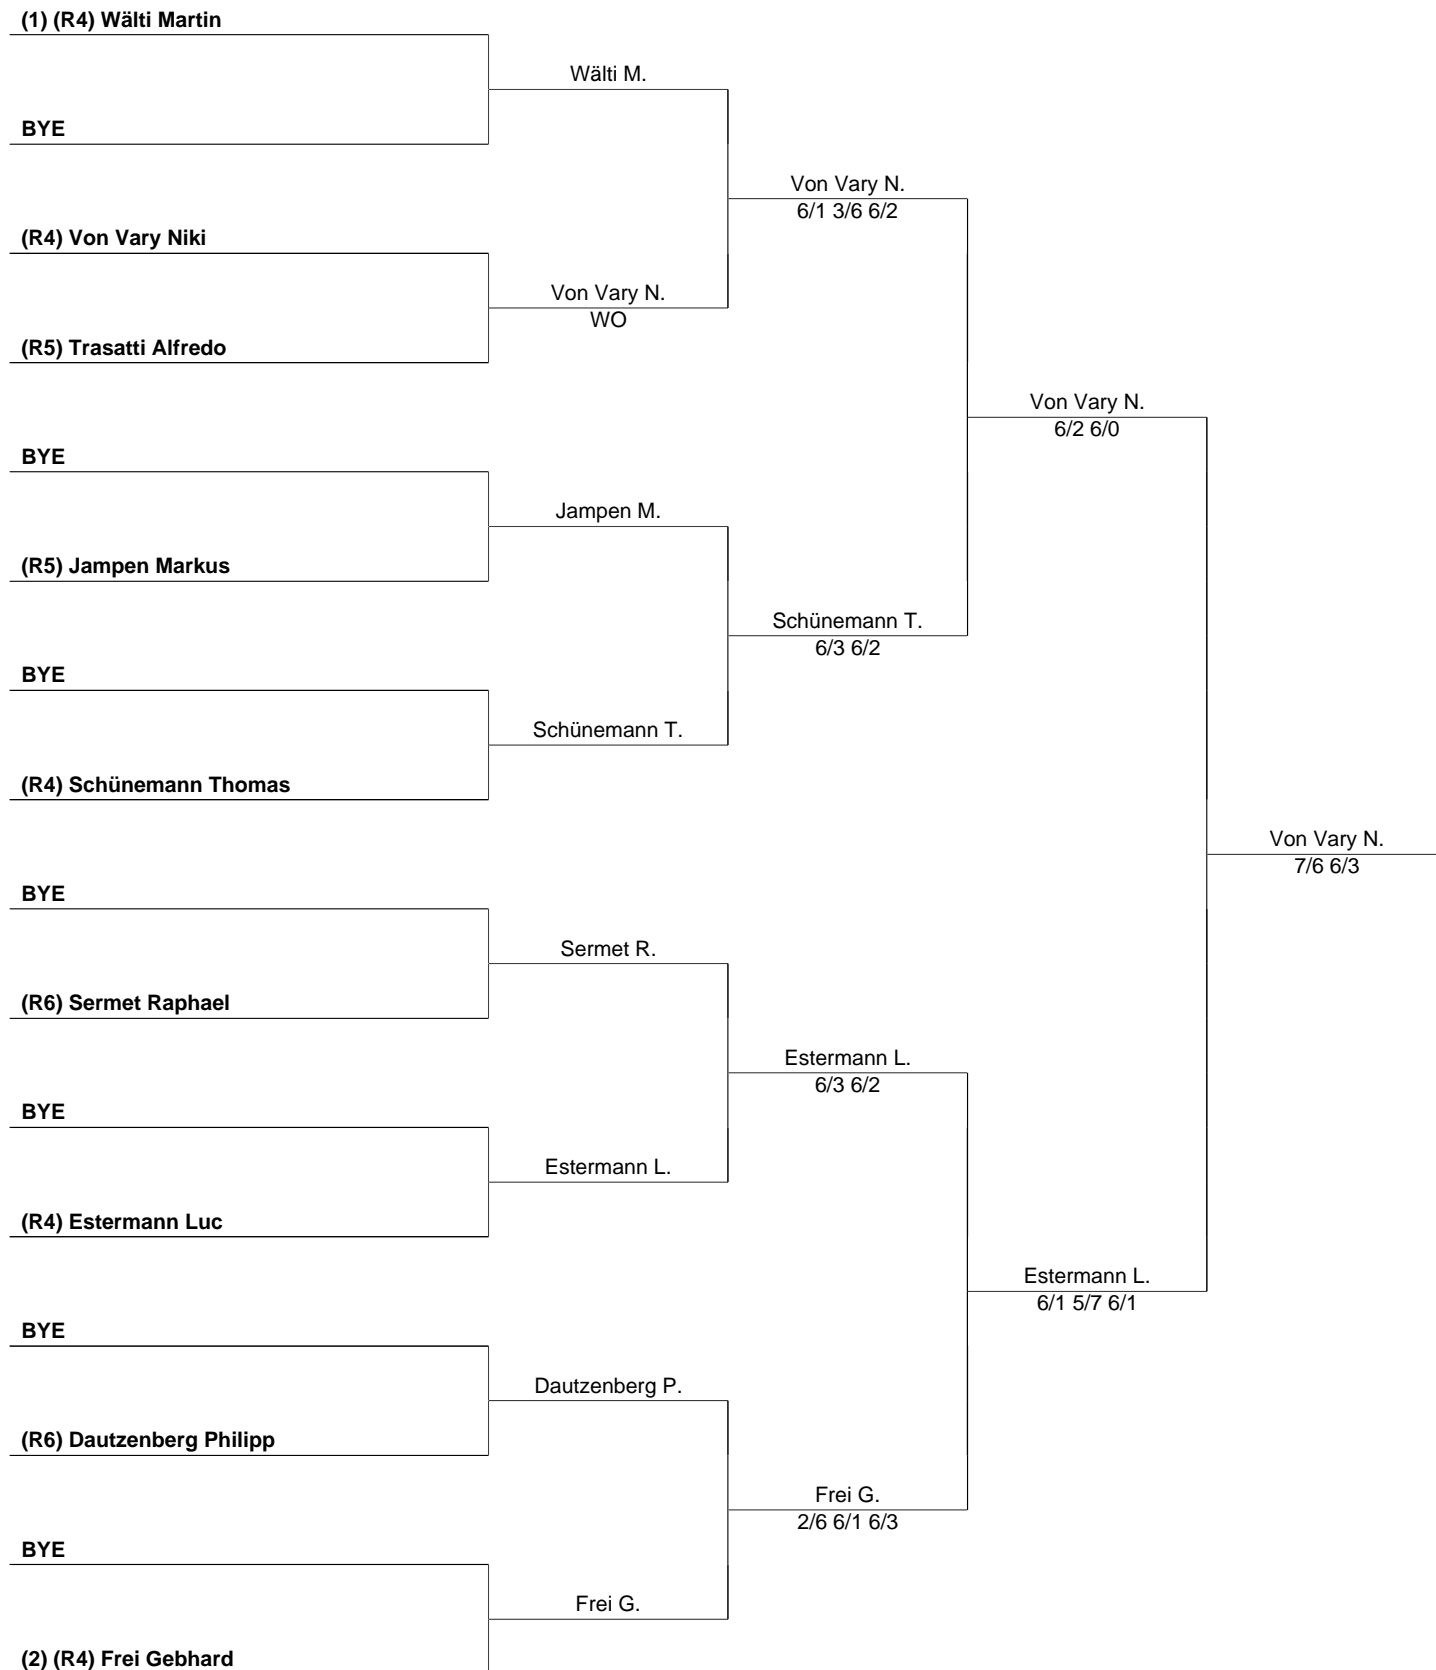 (1) (R4) Wälti Martin
Wälti M.
BYE
Von Vary N.
6/1 3/6 6/2
(R4) Von Vary Niki
Von Vary N.
WO
(R5) Trasatti Alfredo
Von Vary N.
6/2 6/0
BYE
Jampen M.
(R5) Jampen Markus
Schünemann T.
6/3 6/2
BYE
Schünemann T.
(R4) Schünemann Thomas
Von Vary N.
7/6 6/3
BYE
Sermet R.
(R6) Sermet Raphael
Estermann L.
6/3 6/2
BYE
Estermann L.
(R4) Estermann Luc
Estermann L.
6/1 5/7 6/1
BYE
Dautzenberg P.
(R6) Dautzenberg Philipp
Frei G.
2/6 6/1 6/3
BYE
Frei G.
(2) (R4) Frei Gebhard